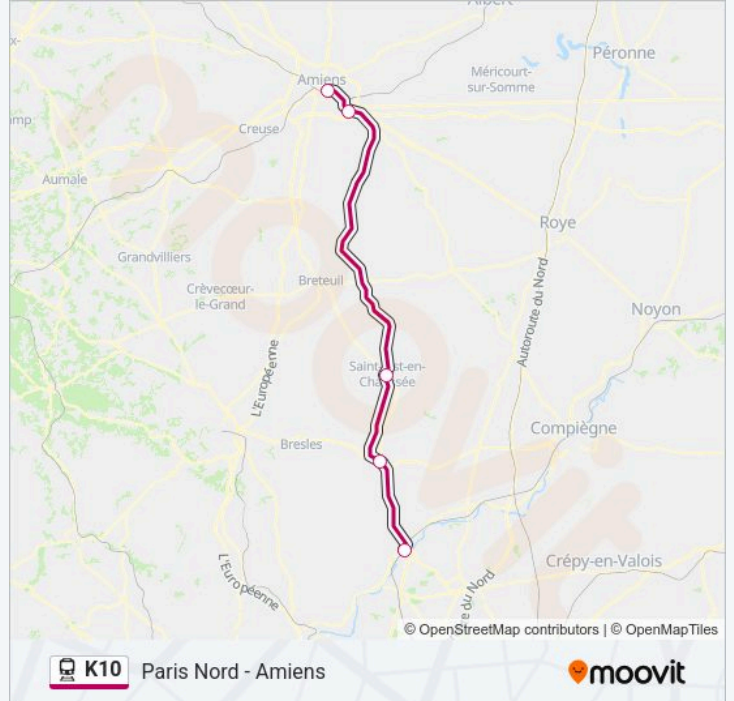 Albert
Péronne
Amiens
Méricourt-
sur-Somme
Creuse
Aumale
Roye
Grandvilliers
Breteuil
Crèvecœur-
le-Grand
Autoroute du Nord
Noyon
L'Européenne
Compiègne
Bresles
Crépy-en-Valois
L'Européenne
du Nord
© OpenStreetMap contributors | © OpenMapTiles
K10 Paris Nord - Amiens
moovit
moovit